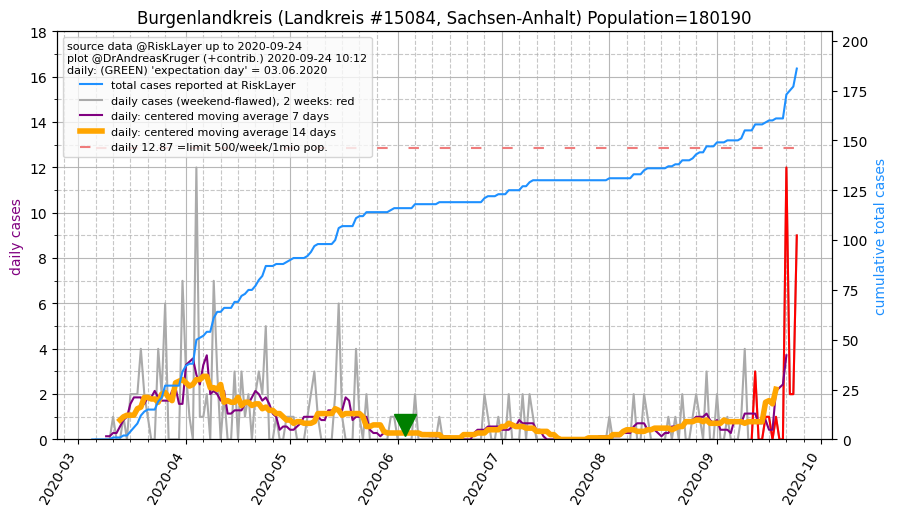 Burgenlandkreis (Landkreis #15084, Sachsen-Anhalt) Population=180190
source data @RiskLayer up to 2020-09-24
plot @DrAndreasKruger (+contrib.) 2020-09-24 10:12
daily: (GREEN) 'expectation day' = 03.06.2020
total cases reported at RiskLayer
daily cases (weekend-flawed), 2 weeks: red
daily: centered moving average 7 days
daily: centered moving average 14 days
daily 12.87 =limit 500/week/1mio pop.
daily cases
18
16
14
12
10
8
6
4
2
0
cumulative total cases
200
175
150
125
100
75
50
25
0
2020-03
2020-04
2020-05
2020-06
2020-07
2020-08
2020-09
2020-10